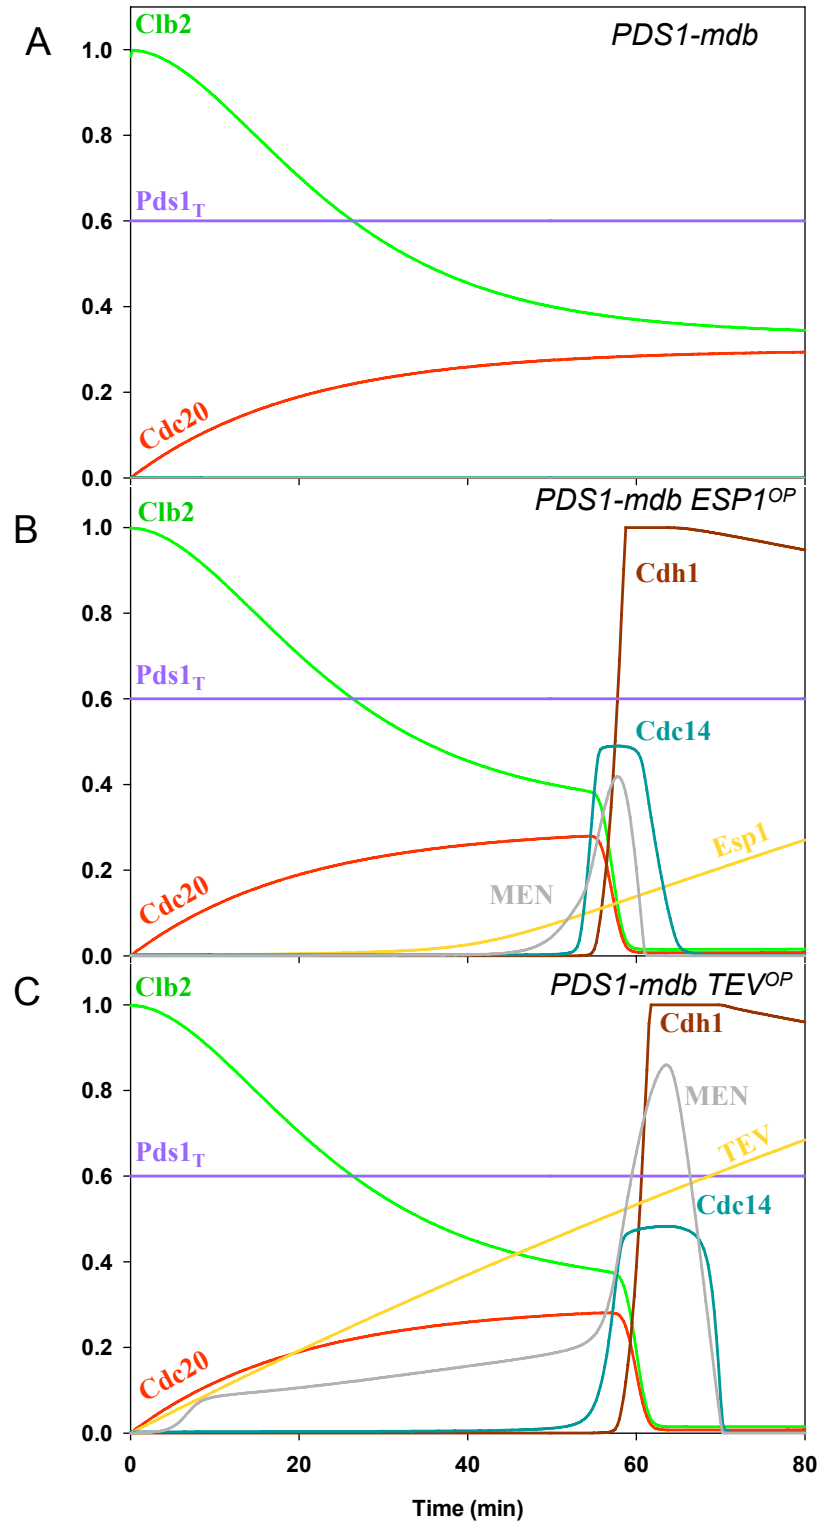 A
Clb2
PDS1-mdb
1.0
0.8
Pds1T
0.6
0.4
0.2
Cdc20
0.0
B
PDS1-mdb ESP1OP
Clb2
1.0
Cdh1
0.8
Pds1T
0.6
Cdc14
0.4
Esp1
0.2
MEN
Cdc20
0.0
C
PDS1-mdb TEVOP
Clb2
1.0
Cdh1
0.8
MEN
Pds1T
TEV
0.6
Cdc14
0.4
0.2
Cdc20
0.0
0 20 40 60 80
Time (min)